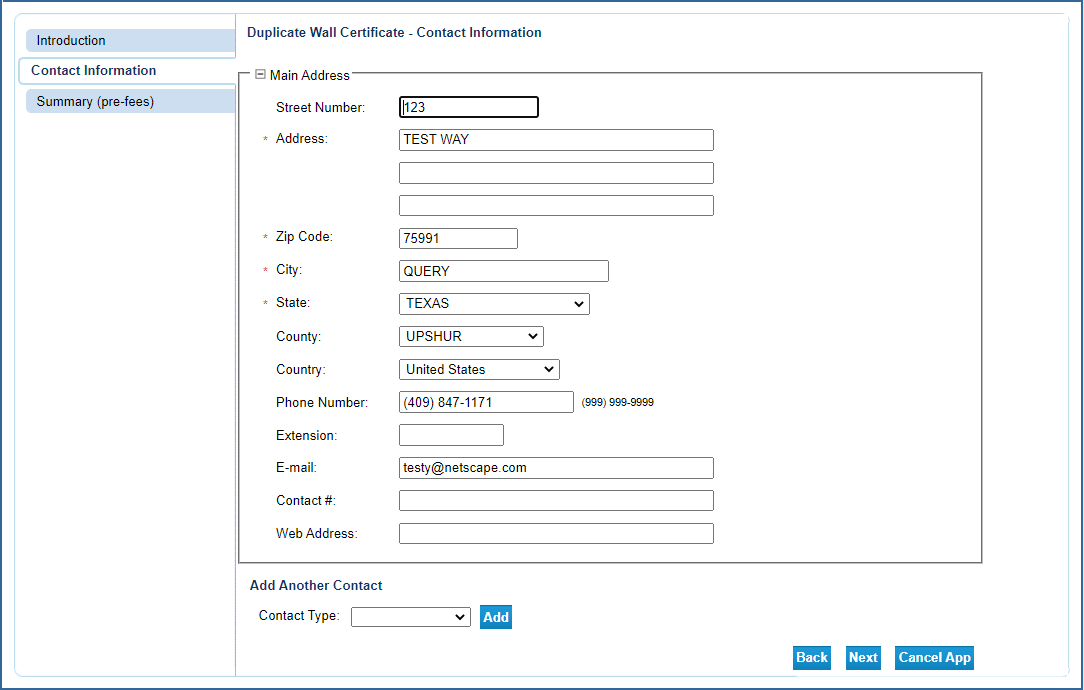 Introduction
Contact Information
Summary (pre-fees)
Duplicate Wall Certificate - Contact Information
Main Address
Street Number: 123
* Address: TEST WAY
* Zip Code: 75991
* City: QUERY
* State: TEXAS
County: UPSHUR
Country: United States
Phone Number: (409) 847-1171 (999) 999-9999
Extension:
E-mail: testy@netscape.com
Contact #:
Web Address:
Add Another Contact
Contact Type: Add
Back Next Cancel App